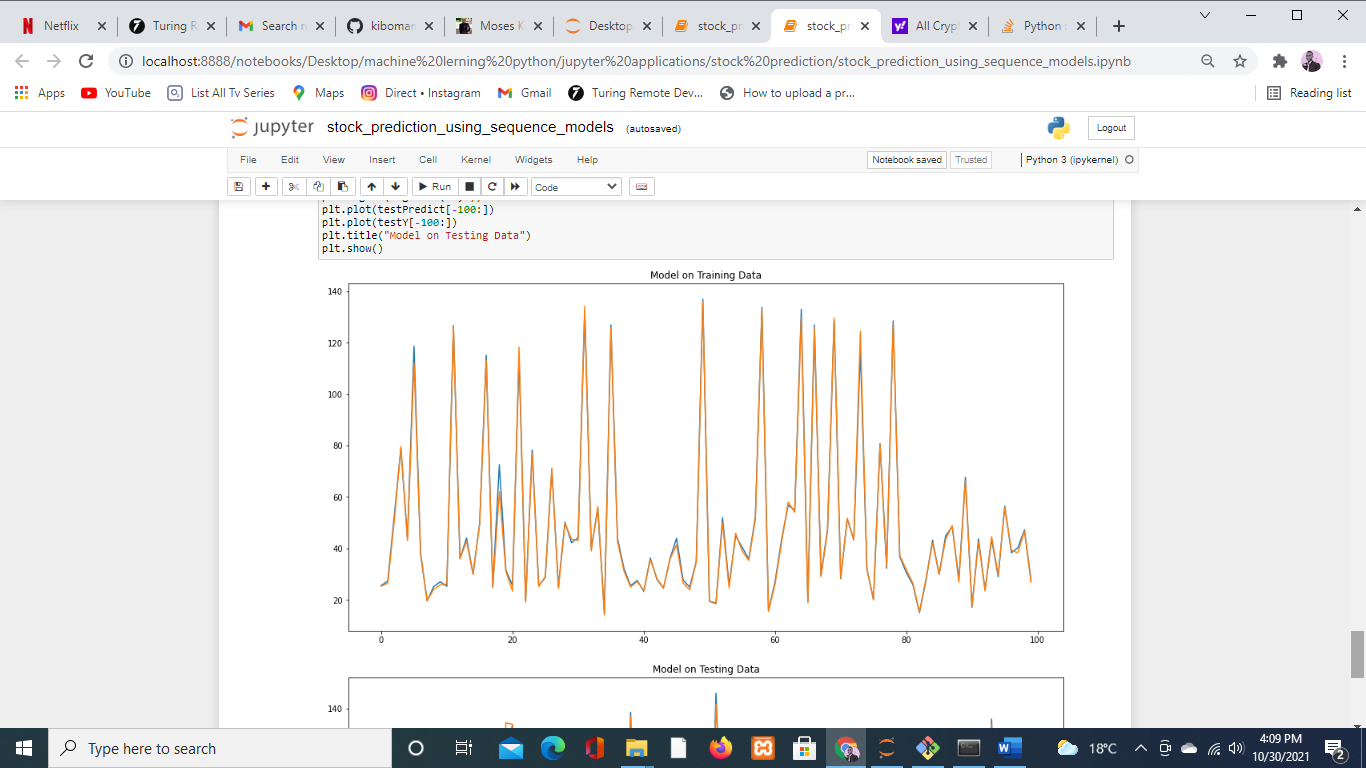 Netflix
Turing R
Search re
kiboman
Moses K
Desktop
stock_pr
stock_pr
All Crypt
Python :
localhost:8888/notebooks/Desktop/machine%20lerning%20python/jupyter%20applications/stock%20prediction/stock_prediction_using_sequence_models.ipynb
Apps
YouTube
List All Tv Series
Maps
Direct • Instagram
Gmail
Turing Remote Dev...
How to upload a pr...
Reading list
jupyter stock_prediction_using_sequence_models (autosaved)
Logout
File Edit View Insert Cell Kernel Widgets Help
Notebook saved
Trusted
Python 3 (ipykernel)
Run
Code
plt.plot(testPredict[-100:])
plt.plot(testY[-100:])
plt.title("Model on Testing Data")
plt.show()
Model on Training Data
140
120
100
80
60
40
20
0 20 40 60 80 100
Model on Testing Data
140
Type here to search
18°C
4:09 PM
10/30/2021
2